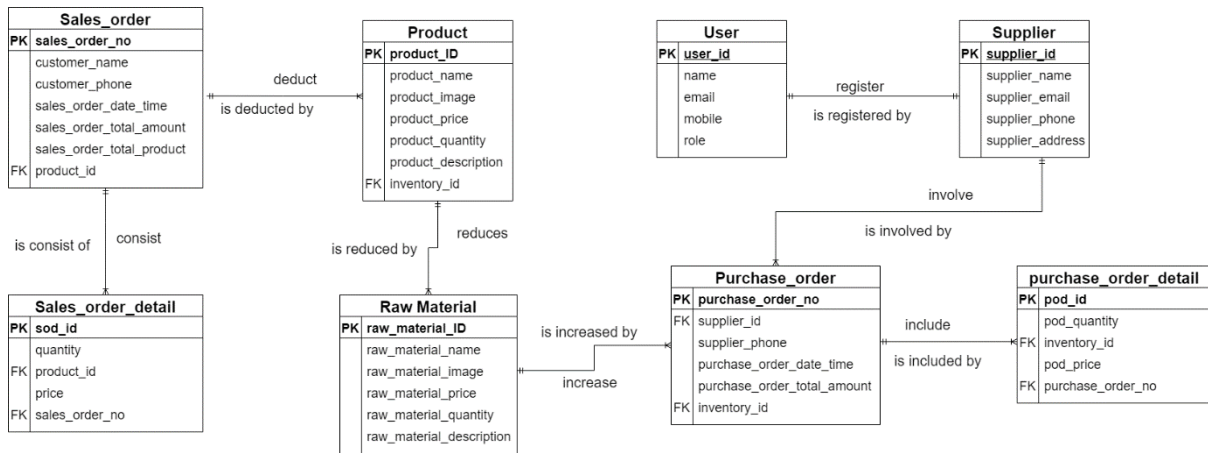 Sales_order
PK sales_order_no
customer_name
customer_phone
sales_order_date_time
sales_order_total_amount
sales_order_total_product
FK product_id
deduct
is deducted by
Product
PK product_ID
product_name
product_image
product_price
product_quantity
product_description
FK inventory_id
User
PK user_id
name
email
mobile
role
register
is registered by
Supplier
PK supplier_id
supplier_name
supplier_email
supplier_phone
supplier_address
is consist of
consist
is reduced by
reduces
involve
is involved by
Sales_order_detail
PK sod_id
quantity
FK product_id
price
FK sales_order_no
Raw Material
PK raw_material_ID
raw_material_name
raw_material_image
raw_material_price
raw_material_quantity
raw_material_description
is increased by
increase
Purchase_order
PK purchase_order_no
FK supplier_id
supplier_phone
purchase_order_date_time
purchase_order_total_amount
FK inventory_id
include
is included by
purchase_order_detail
PK pod_id
pod_quantity
FK inventory_id
pod_price
FK purchase_order_no